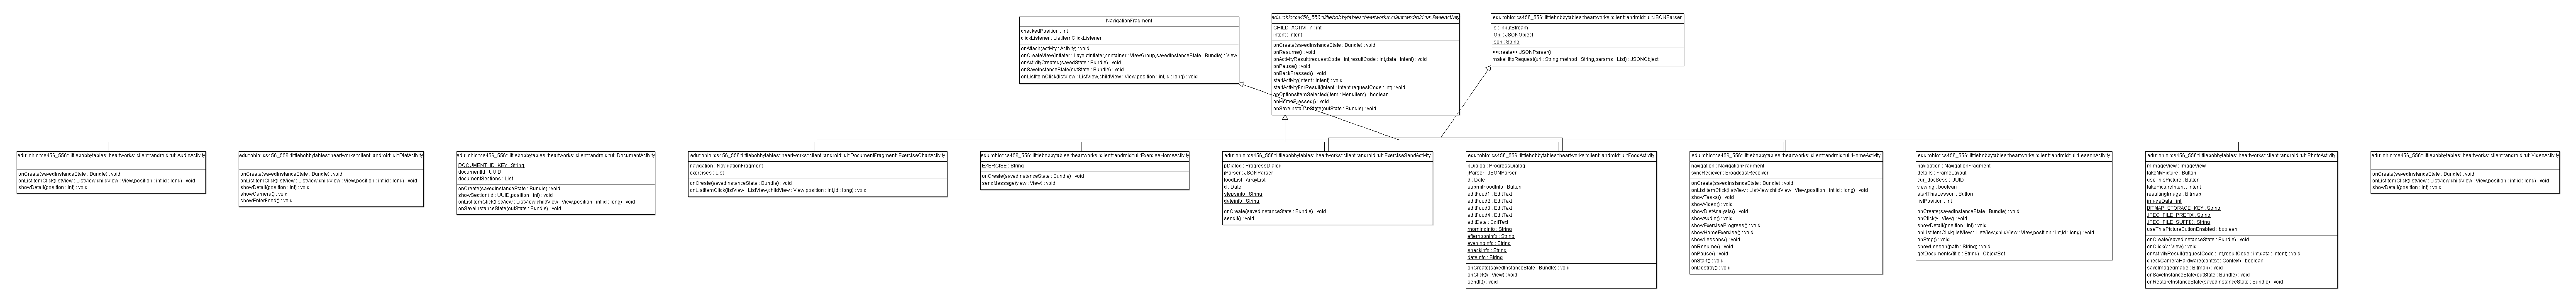 NavigationFragment
checkedPosition : int
clickListener : ListItemClickListener
onAttach(activity : Activity) : void
onCreateView(inflater : LayoutInflater,container : ViewGroup,savedInstanceState : Bundle) : View
onActivityCreated(savedState : Bundle) : void
onSaveInstanceState(outState : Bundle) : void
onListItemClick(listView : ListView,childView : View,position : int,id : long) : void
edu::ohio::cs456_556::littlebobbytables::heartworks::client::android::ui::BaseActivity
CHILD_ACTIVITY : int
intent : Intent
onCreate(savedInstanceState : Bundle) : void
onResume() : void
onActivityResult(requestCode : int,resultCode : int,data : Intent) : void
onPause() : void
onBackPressed() : void
startActivity(intent : Intent) : void
startActivityForResult(intent : Intent,requestCode : int) : void
onOptionsItemSelected(item : MenuItem) : boolean
onHomePressed() : void
onSaveInstanceState(outState : Bundle) : void
edu::ohio::cs456_556::littlebobbytables::heartworks::client::android::ui::JSONParser
is : InputStream
jObj : JSONObject
json : String
<<create>> JSONParser()
makeHttpRequest(url : String,method : String,params : List) : JSONObject
edu::ohio::cs456_556::littlebobbytables::heartworks::client::android::ui::AudioActivity
onCreate(savedInstanceState : Bundle) : void
onListItemClick(listView : ListView,childView : View,position : int,id : long) : void
showDetail(position : int) : void
edu::ohio::cs456_556::littlebobbytables::heartworks::client::android::ui::DietActivity
onCreate(savedInstanceState : Bundle) : void
onListItemClick(listView : ListView,childView : View,position : int,id : long) : void
showDetail(position : int) : void
showCamera() : void
showEnterFood() : void
edu::ohio::cs456_556::littlebobbytables::heartworks::client::android::ui::DocumentActivity
DOCUMENT_ID_KEY : String
documentId : UUID
documentSections : List
onCreate(savedInstanceState : Bundle) : void
showSection(id : UUID,position : int) : void
onListItemClick(listView : ListView,childView : View,position : int,id : long) : void
onSaveInstanceState(outState : Bundle) : void
edu::ohio::cs456_556::littlebobbytables::heartworks::client::android::ui::DocumentFragment::ExerciseChartActivity
navigation : NavigationFragment
exercises : List
onCreate(savedInstanceState : Bundle) : void
onListItemClick(listView : ListView,childView : View,position : int,id : long) : void
edu::ohio::cs456_556::littlebobbytables::heartworks::client::android::ui::ExerciseHomeActivity
EXERCISE : String
onCreate(savedInstanceState : Bundle) : void
sendMessage(view : View) : void
edu::ohio::cs456_556::littlebobbytables::heartworks::client::android::ui::ExerciseSendActivity
pDialog : ProgressDialog
jParser : JSONParser
foodList : ArrayList
d : Date
stepsinfo : String
dateinfo : String
onCreate(savedInstanceState : Bundle) : void
sendit() : void
edu::ohio::cs456_556::littlebobbytables::heartworks::client::android::ui::FoodActivity
pDialog : ProgressDialog
jParser : JSONParser
d : Date
submitFoodInfo : Button
editFood1 : EditText
editFood2 : EditText
editFood3 : EditText
editFood4 : EditText
editDate : EditText
morninginfo : String
afternooninfo : String
eveninginfo : String
snackinfo : String
dateinfo : String
onCreate(savedInstanceState : Bundle) : void
onClick(v : View) : void
sendit() : void
edu::ohio::cs456_556::littlebobbytables::heartworks::client::android::ui::HomeActivity
navigation : NavigationFragment
syncReceiver : BroadcastReceiver
onCreate(savedInstanceState : Bundle) : void
onListItemClick(listView : ListView,childView : View,position : int,id : long) : void
showTasks() : void
showVideo() : void
showDietAnalysis() : void
showAudio() : void
showExerciseProgress() : void
showHomeExercise() : void
showLessons() : void
onResume() : void
onPause() : void
onStart() : void
onDestroy() : void
edu::ohio::cs456_556::littlebobbytables::heartworks::client::android::ui::LessonActivity
navigation : NavigationFragment
details : FrameLayout
cur_docSess : UUID
viewing : boolean
startThisLesson : Button
listPosition : int
onCreate(savedInstanceState : Bundle) : void
onClick(v : View) : void
showDetail(position : int) : void
onListItemClick(listView : ListView,childView : View,position : int,id : long) : void
onStop() : void
showLesson(path : String) : void
getDocuments(title : String) : ObjectSet
edu::ohio::cs456_556::littlebobbytables::heartworks::client::android::ui::PhotoActivity
mImageView : ImageView
takeMyPicture : Button
useThisPicture : Button
takePictureIntent : Intent
resultingImage : Bitmap
imageData : int
BITMAP_STORAGE_KEY : String
JPEG_FILE_PREFIX : String
JPEG_FILE_SUFFIX : String
useThisPictureButtonEnabled : boolean
onCreate(savedInstanceState : Bundle) : void
onClick(v : View) : void
onActivityResult(requestCode : int,resultCode : int,data : Intent) : void
checkCameraHardware(context : Context) : boolean
saveImage(image : Bitmap) : void
onSaveInstanceState(outState : Bundle) : void
onRestoreInstanceState(savedInstanceState : Bundle) : void
edu::ohio::cs456_556::littlebobbytables::heartworks::client::android::ui::VideoActivity
onCreate(savedInstanceState : Bundle) : void
onListItemClick(listView : ListView,childView : View,position : int,id : long) : void
showDetail(position : int) : void